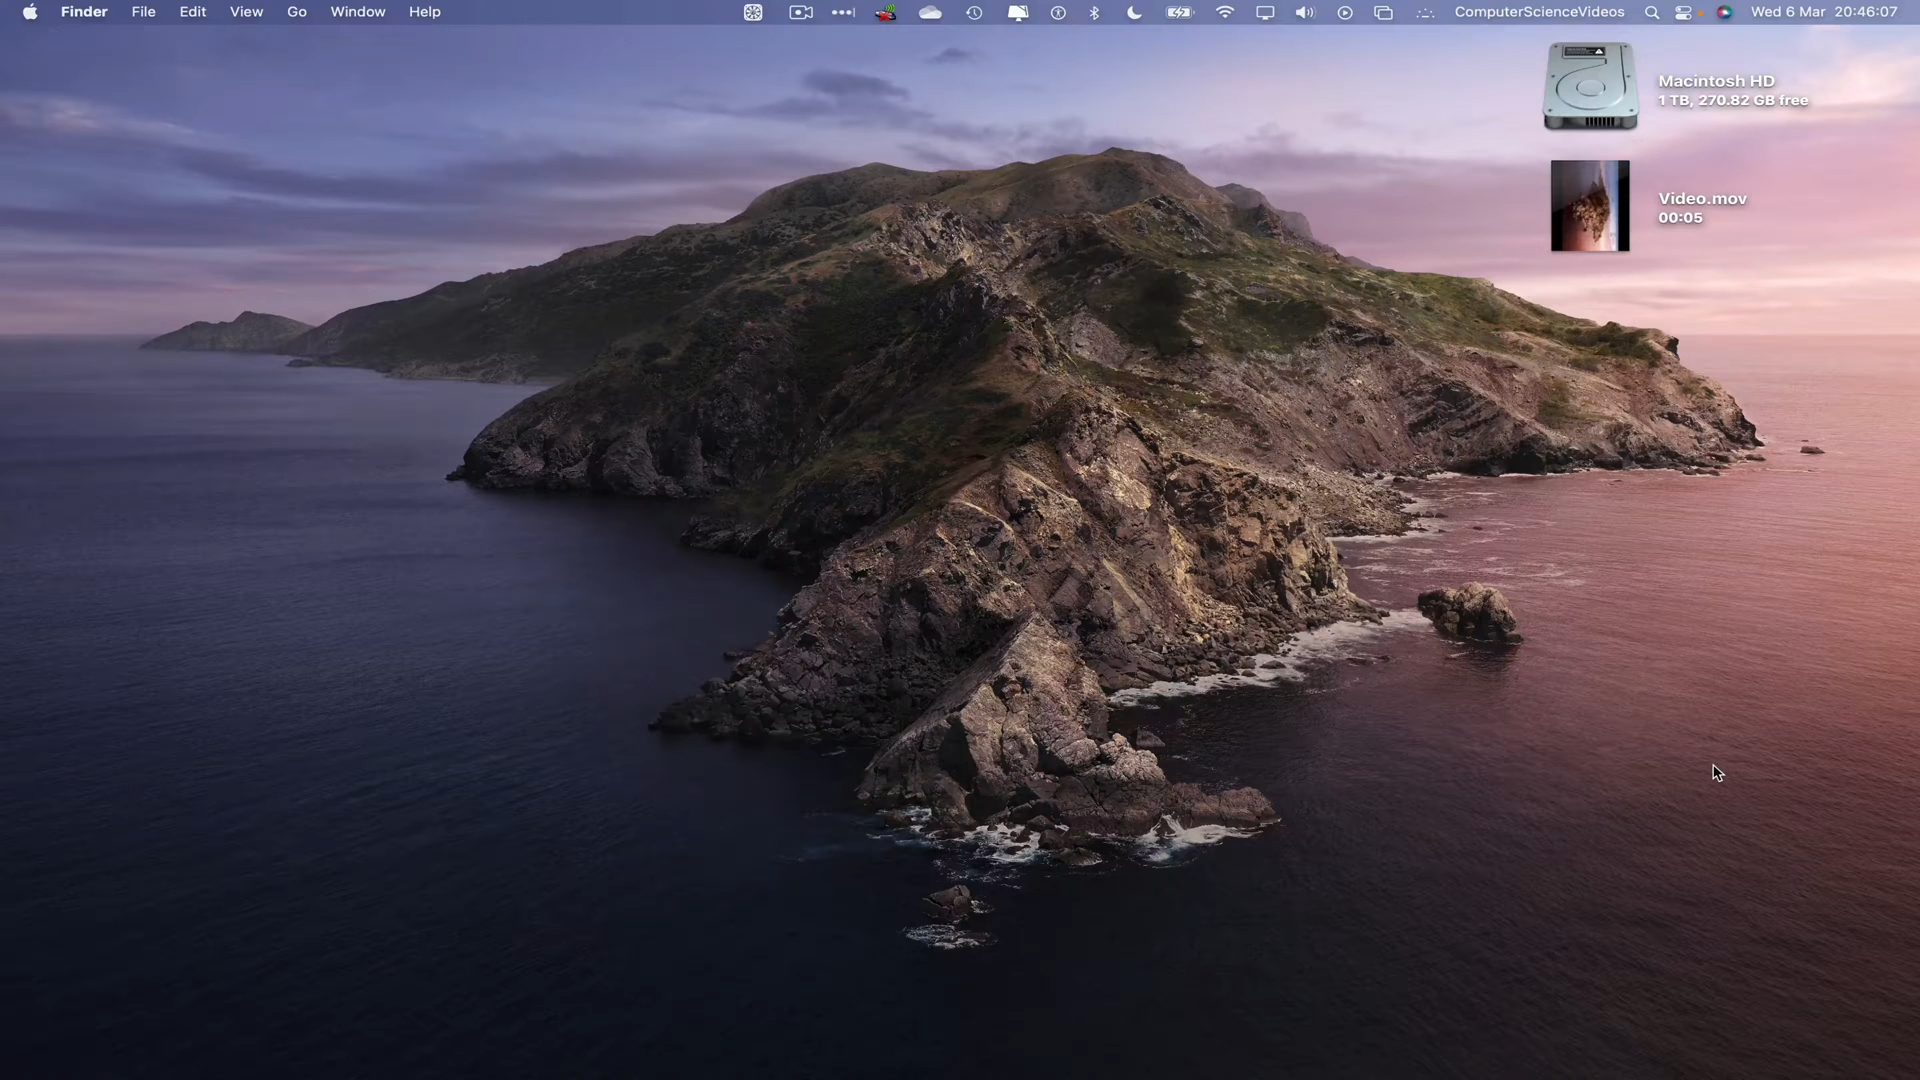 Finder File Edit View Go Window Help ComputerScienceVideos Wed 6 Mar 20:46:07
Macintosh HD
1 TB, 270.82 GB free
Video.mov
00:05